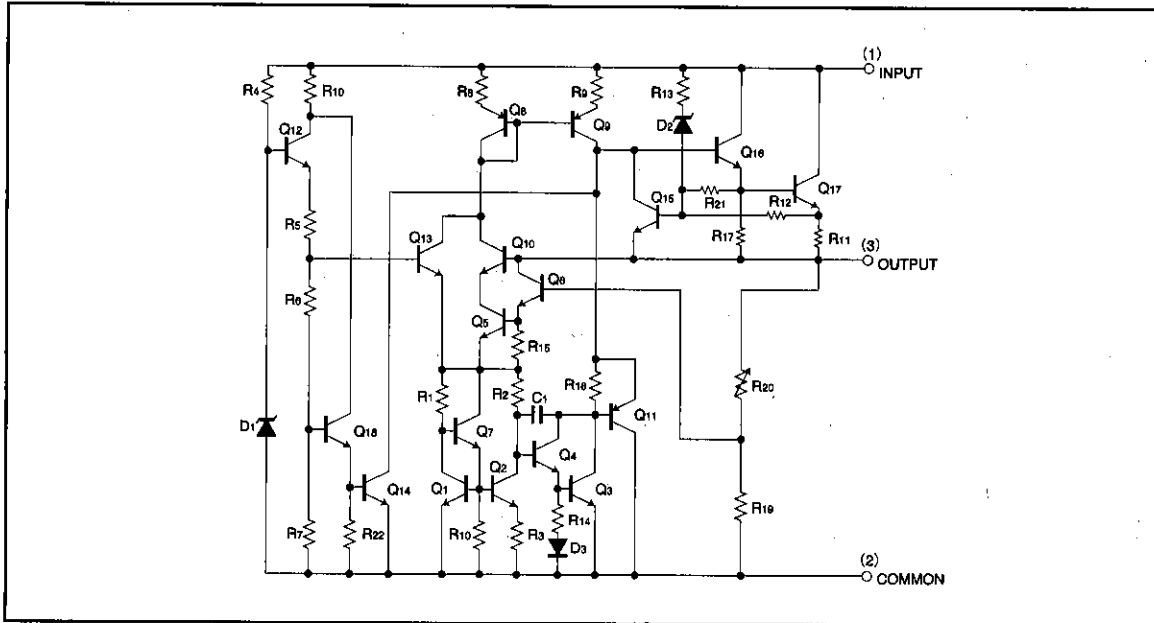 (1)
INPUT
R4
R10
R8
R9
R13
Q12
Q8
Q9
D2
Q16
Q15
R21
Q17
R12
R5
Q13
Q10
R17
R11
(3)
OUTPUT
R6
Q6
Q5
R15
R1
R2
R18
C1
Q11
R20
D1
Q18
Q7
Q4
Q14
Q1
Q2
Q3
R7
R22
R10
R3
R14
R19
D3
(2)
COMMON